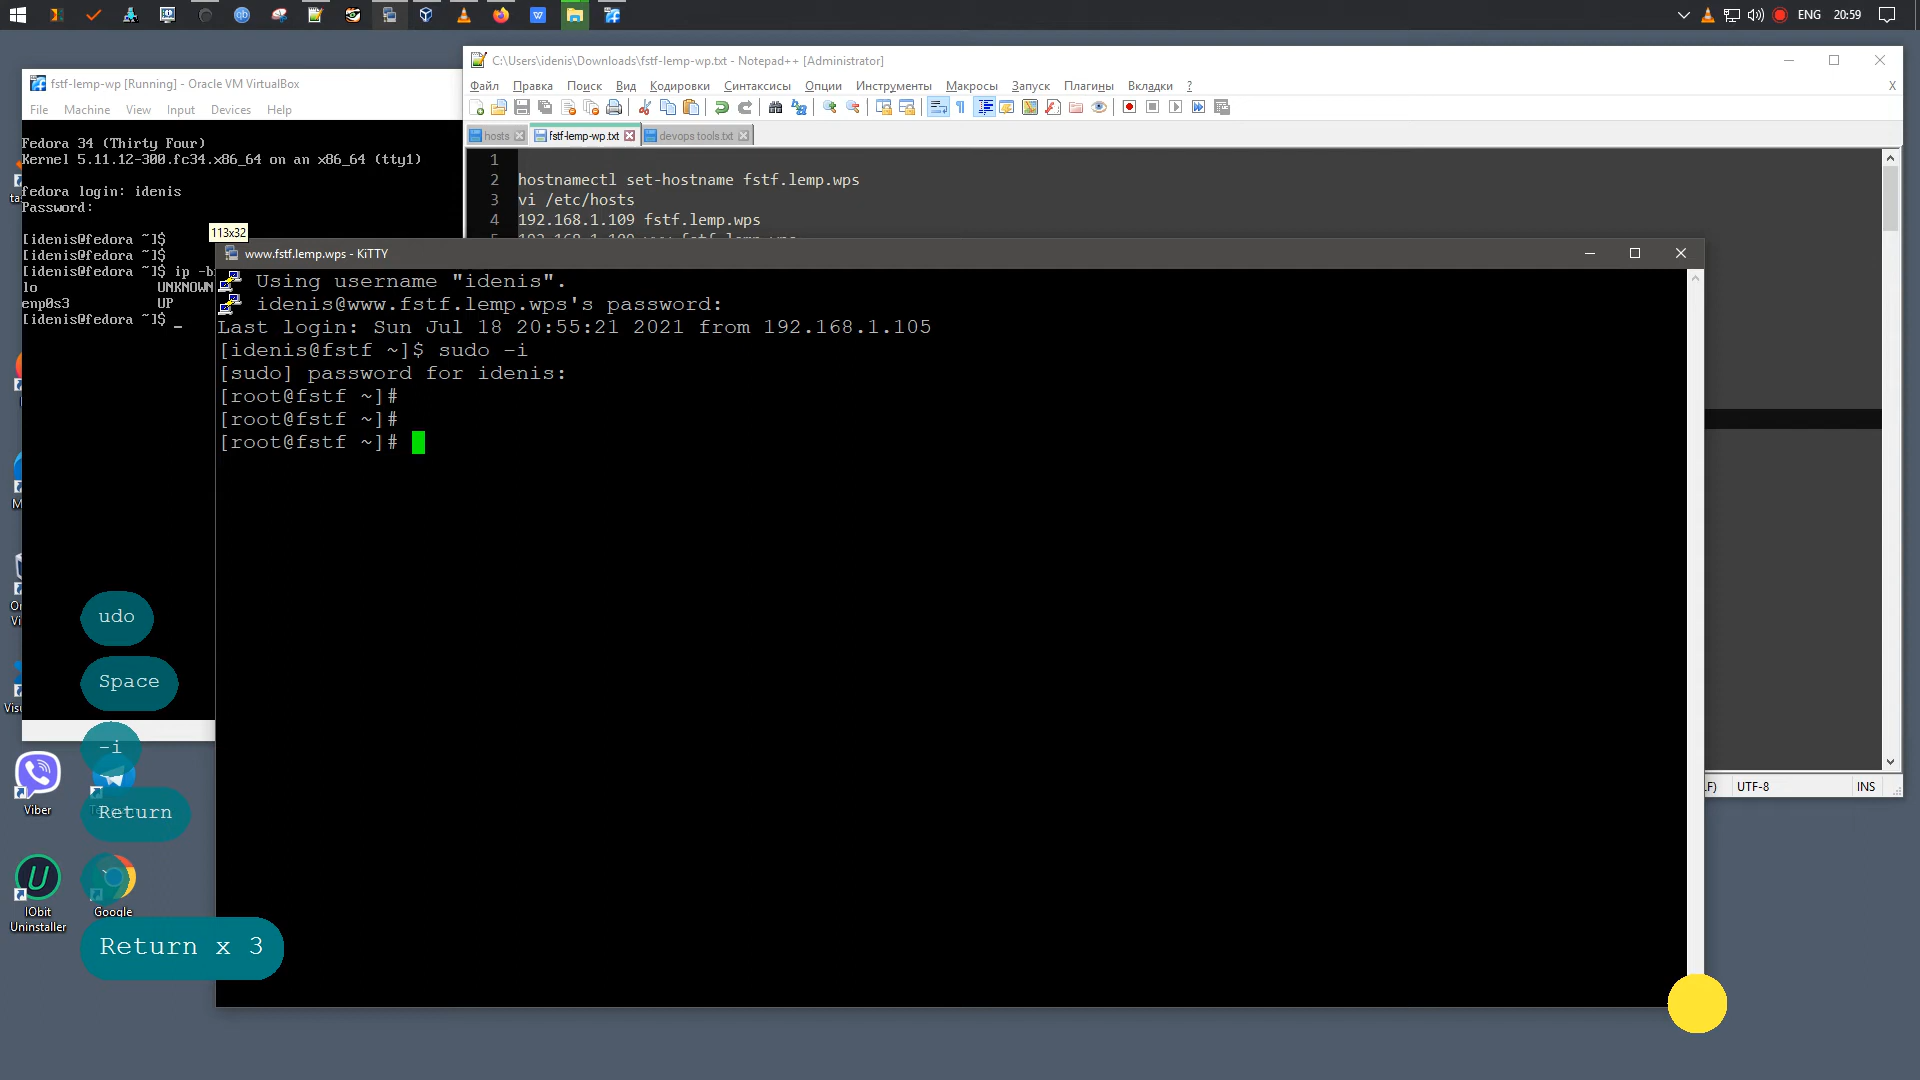 ENG 20:59
fstf-lemp-wp [Running] - Oracle VM VirtualBox
File Machine View Input Devices Help
Fedora 34 (Thirty Four)
Kernel 5.11.12-300.fc34.x86_64 on an x86_64 (tty1)
fedora login: idenis
Password:
[idenis@fedora ~]$
[idenis@fedora ~]$
[idenis@fedora ~]$ ip -b
lo UNKNOWN
enp0s3 UP
[idenis@fedora ~]$ _
113x32
C:\Users\idenis\Downloads\fstf-lemp-wp.txt - Notepad++ [Administrator]
Файл Правка Поиск Вид Кодировки Синтаксисы Опции Инструменты Макросы Запуск Плагины Вкладки ? X
hosts fstf-lemp-wp.txt devops tools.txt
1
2 hostnamectl set-hostname fstf.lemp.wps
3 vi /etc/hosts
4 192.168.1.109 fstf.lemp.wps
www.fstf.lemp.wps - KiTTY
Using username "idenis".
idenis@www.fstf.lemp.wps's password:
Last login: Sun Jul 18 20:55:21 2021 from 192.168.1.105
[idenis@fstf ~]$ sudo -i
[sudo] password for idenis:
[root@fstf ~]#
[root@fstf ~]#
[root@fstf ~]#
UTF-8 INS
udo
Space
-i
Return
Return x 3
Viber
IObit
Uninstaller
Google